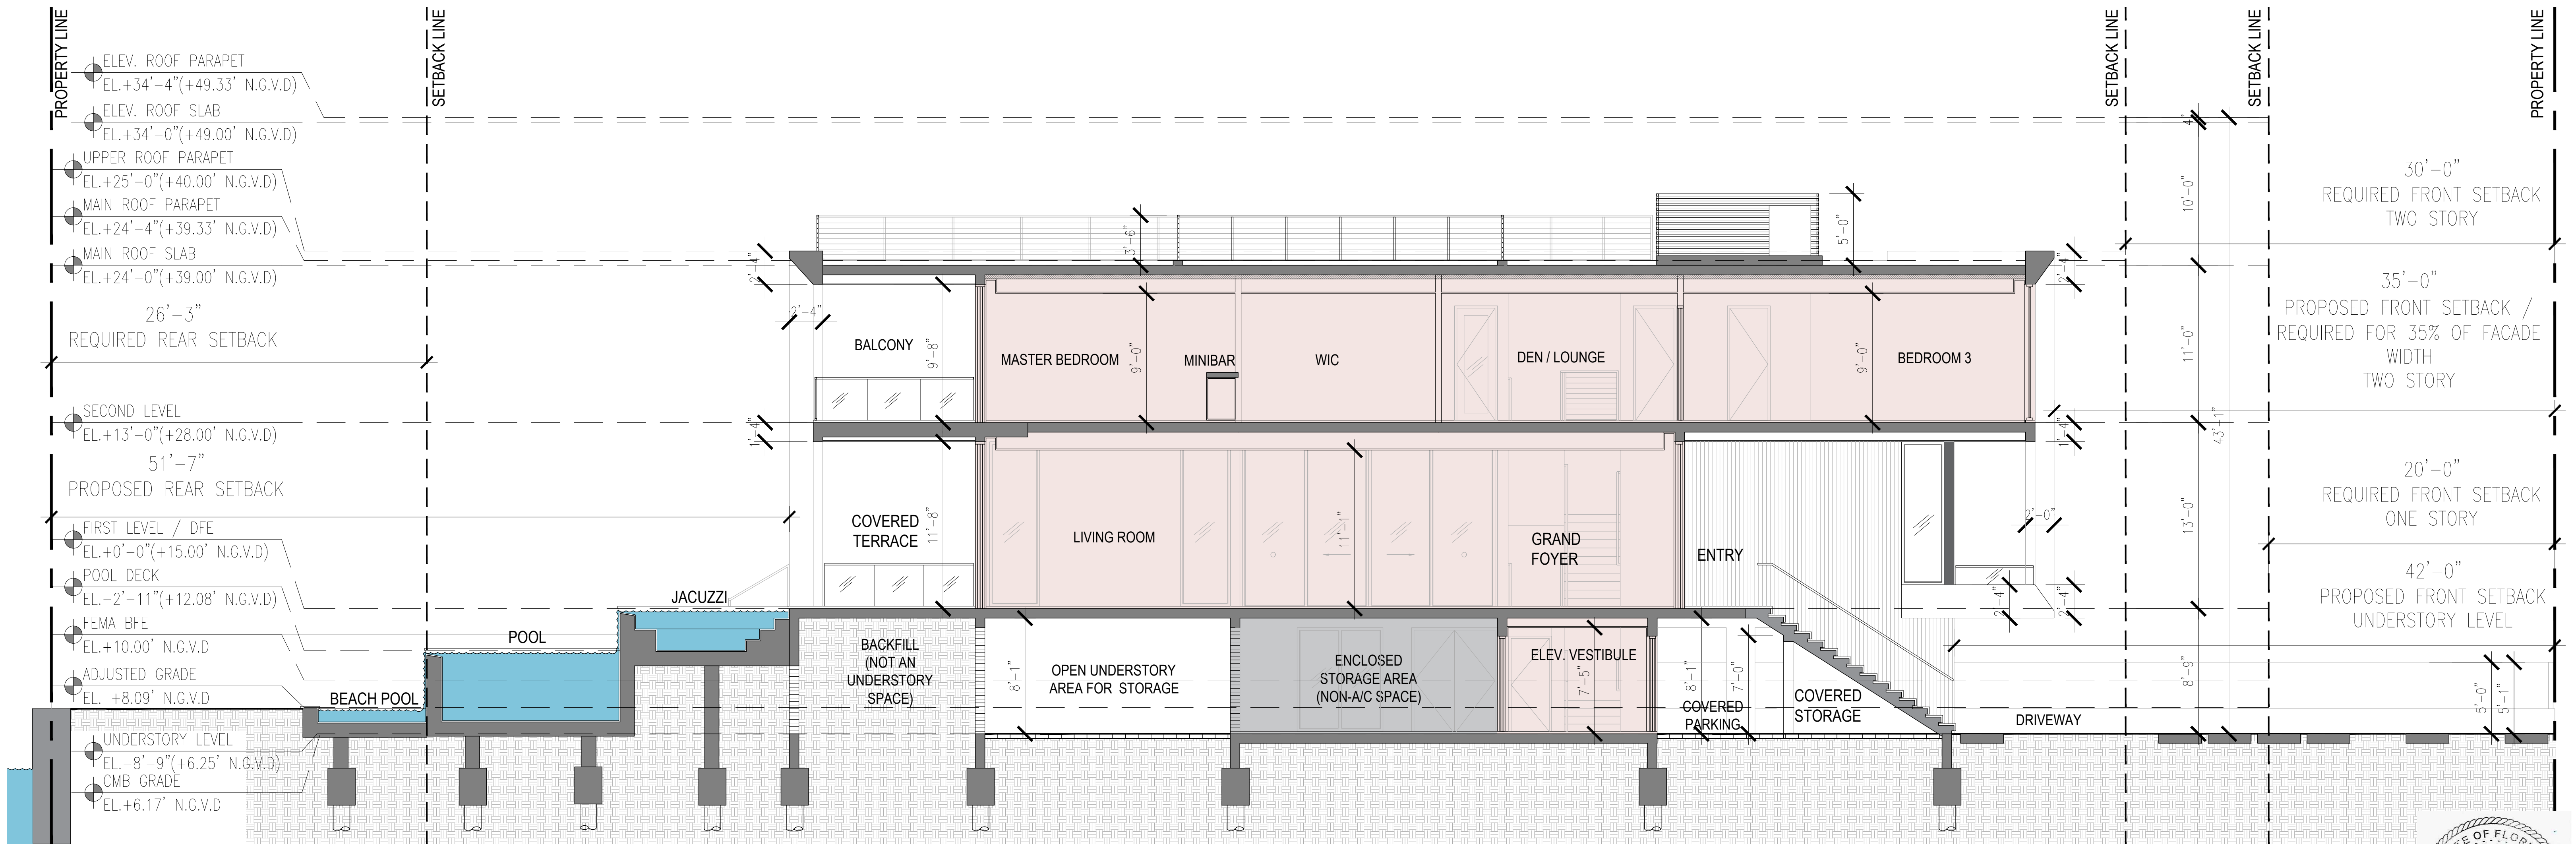 PROPERTY LINE
SETBACK LINE
SETBACK LINE
SETBACK LINE
PROPERTY LINE
ELEV. ROOF PARAPET
EL.+34'-4"(+49.33' N.G.V.D)
ELEV. ROOF SLAB
EL.+34'-0"(+49.00' N.G.V.D)
UPPER ROOF PARAPET
EL.+25'-0"(+40.00' N.G.V.D)
MAIN ROOF PARAPET
EL.+24'-4"(+39.33' N.G.V.D)
MAIN ROOF SLAB
EL.+24'-0"(+39.00' N.G.V.D)
26'-3"
REQUIRED REAR SETBACK
SECOND LEVEL
EL.+13'-0"(+28.00' N.G.V.D)
51'-7"
PROPOSED REAR SETBACK
FIRST LEVEL / DFE
EL.+0'-0"(+15.00' N.G.V.D)
POOL DECK
EL.-2'-11"(+12.08' N.G.V.D)
FEMA BFE
EL.+10.00' N.G.V.D
ADJUSTED GRADE
EL. +8.09' N.G.V.D
UNDERSTORY LEVEL
EL.-8'-9"(+6.25' N.G.V.D)
CMB GRADE
EL.+6.17' N.G.V.D
BEACH POOL
POOL
JACUZZI
2'-4"
2'-4"
1'-4"
3'-6"
5'-0"
BALCONY
9'-8"
MASTER BEDROOM
9'-0"
MINIBAR
WIC
DEN / LOUNGE
9'-0"
BEDROOM 3
COVERED
TERRACE
11'-8"
LIVING ROOM
11'-1"
GRAND
FOYER
ENTRY
BACKFILL
(NOT AN
UNDERSTORY
SPACE)
8'-1"
OPEN UNDERSTORY
AREA FOR STORAGE
ENCLOSED
STORAGE AREA
(NON-A/C SPACE)
ELEV. VESTIBULE
7'-5"
8'-1"
COVERED
PARKING
7'-0"
COVERED
STORAGE
DRIVEWAY
2'-4"
1'-4"
2'-0"
2'-4"
2'-4"
4"
10'-0"
11'-0"
43'-1"
13'-0"
8'-9"
5'-0"
5'-1"
30'-0"
REQUIRED FRONT SETBACK
TWO STORY
35'-0"
PROPOSED FRONT SETBACK /
REQUIRED FOR 35% OF FACADE
WIDTH
TWO STORY
20'-0"
REQUIRED FRONT SETBACK
ONE STORY
42'-0"
PROPOSED FRONT SETBACK
UNDERSTORY LEVEL
OF FLOR